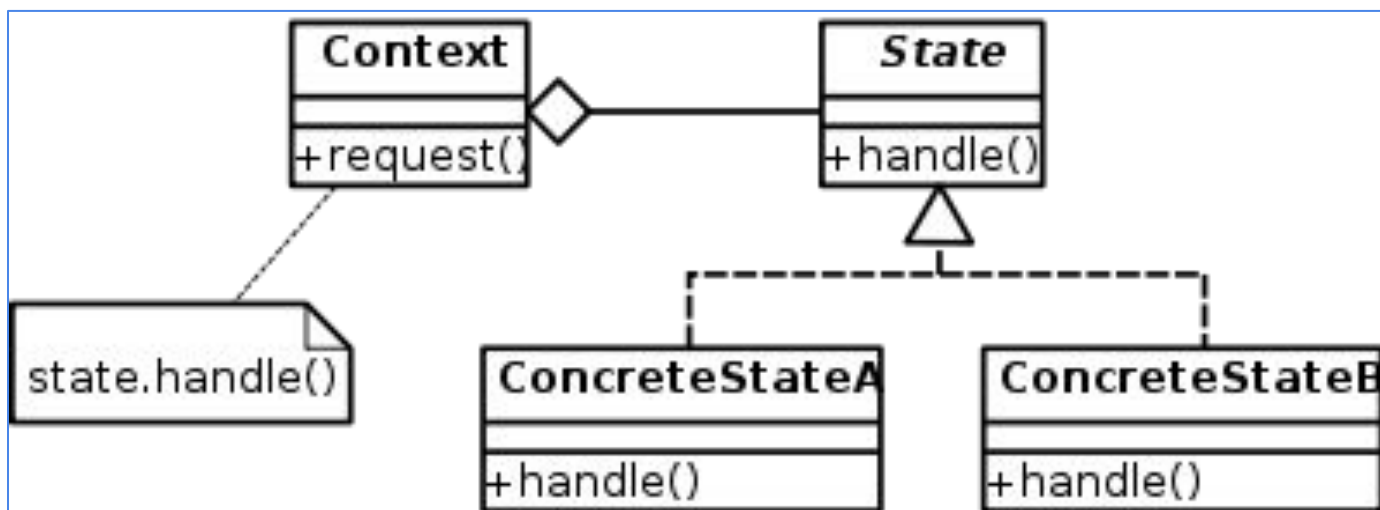 Context
State
+request()
+handle()
state.handle()
ConcreteStateA
ConcreteStateB
+handle()
+handle()